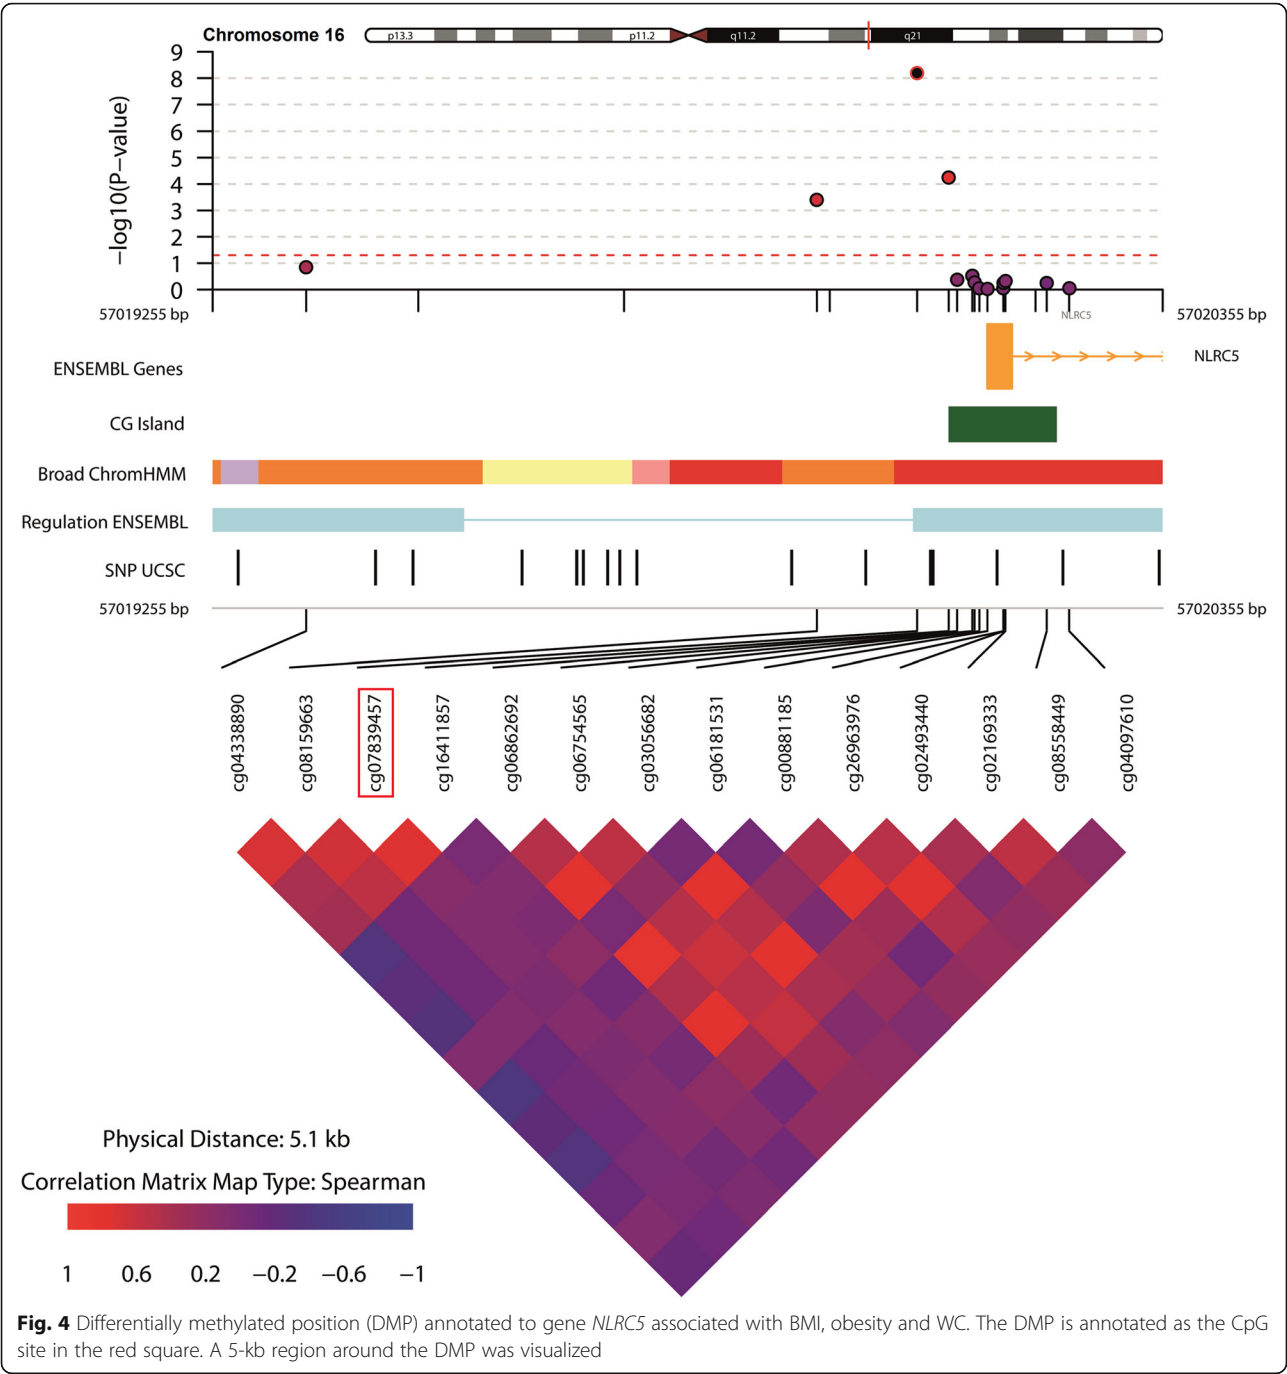 Chromosome 16
p13.3 p11.2 q11.2 q21
−log10(P−value)
9
8
7
6
5
4
3
2
1
0
57019255 bp
NLRC5
57020355 bp
ENSEMBL Genes
NLRC5
CG Island
Broad ChromHMM
Regulation ENSEMBL
SNP UCSC
57019255 bp
57020355 bp
cg04338890
cg08159663
cg07839457
cg16411857
cg06862692
cg06754565
cg03056682
cg06181531
cg00881185
cg26963976
cg02493440
cg02169333
cg08558449
cg04097610
Physical Distance: 5.1 kb
Correlation Matrix Map Type: Spearman
1 0.6 0.2 −0.2 −0.6 −1
Fig. 4 Differentially methylated position (DMP) annotated to gene NLRC5 associated with BMI, obesity and WC. The DMP is annotated as the CpG
site in the red square. A 5-kb region around the DMP was visualized